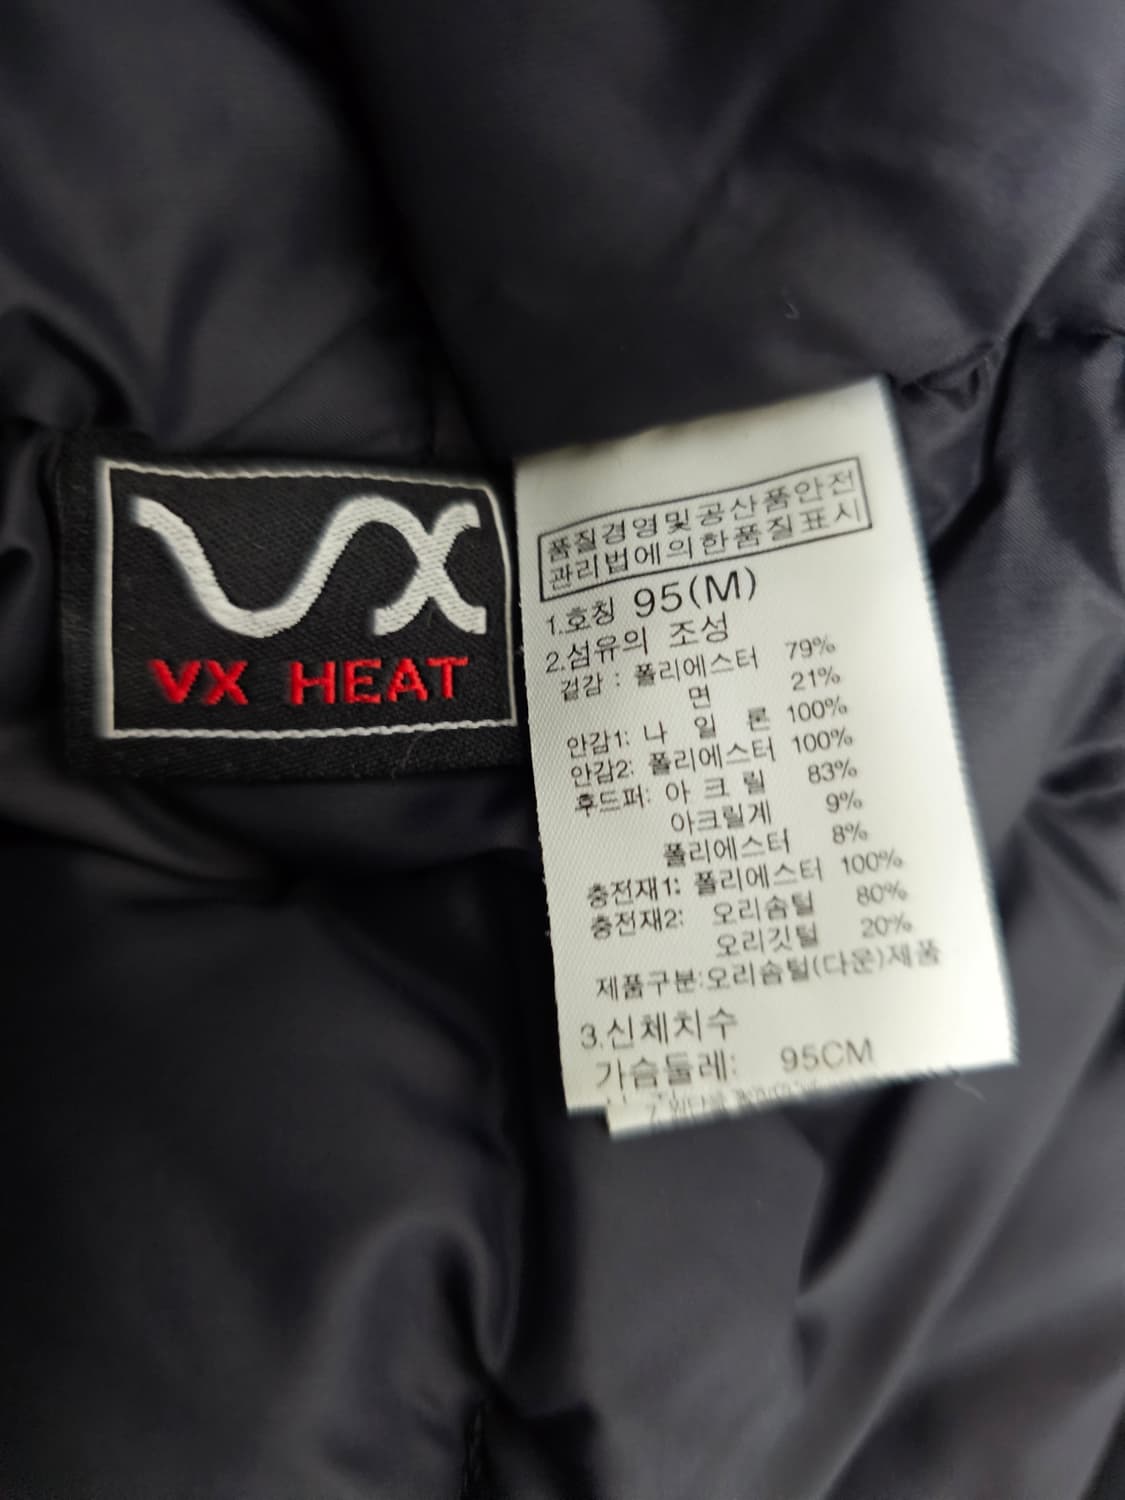 VX
VX HEAT
품질경영및공산품안전
관리법에의한품질표시
1.호칭 95(M)
2.섬유의 조성
겉감 : 폴리에스터 79%
면 21%
안감1: 나 일 론 100%
안감2: 폴리에스터 100%
후드퍼: 아 크 릴 83%
아크릴계 9%
폴리에스터 8%
충전재1: 폴리에스터 100%
충전재2: 오리솜털 80%
오리깃털 20%
제품구분:오리솜털(다운)제품
3.신체치수
가슴둘레: 95CM